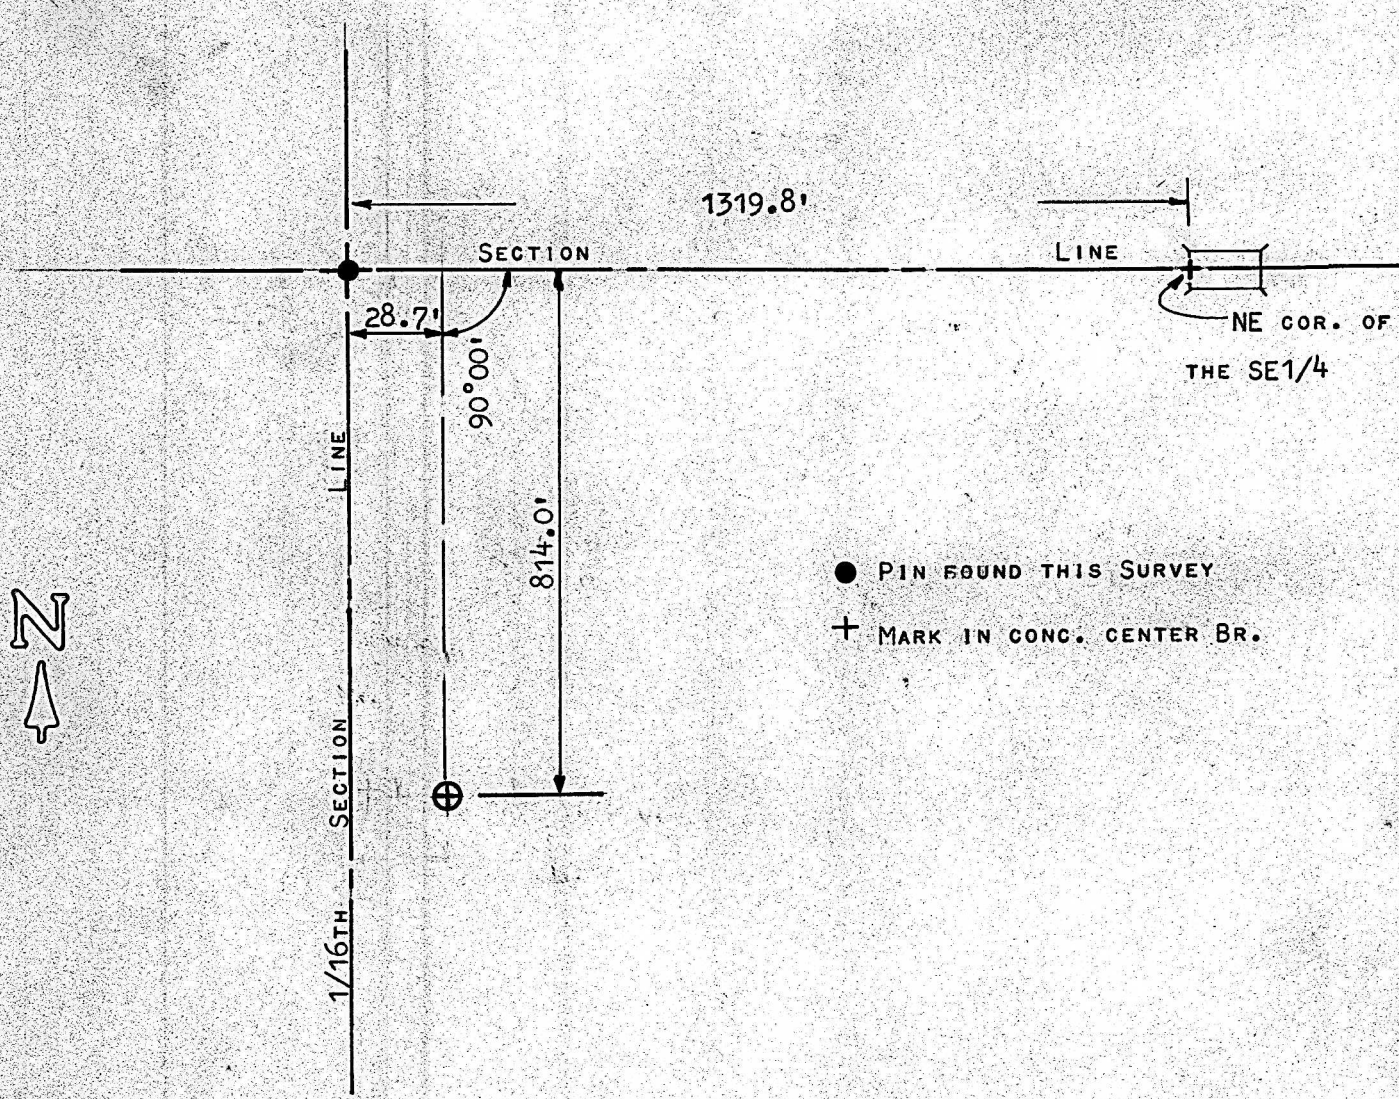 1319.8'
SECTION LINE
28.7'
NE COR. OF
THE SE1/4
90°00'
LINE
814.0'
● PIN FOUND THIS SURVEY
N
+ MARK IN CONC. CENTER BR.
SECTION
1/16TH